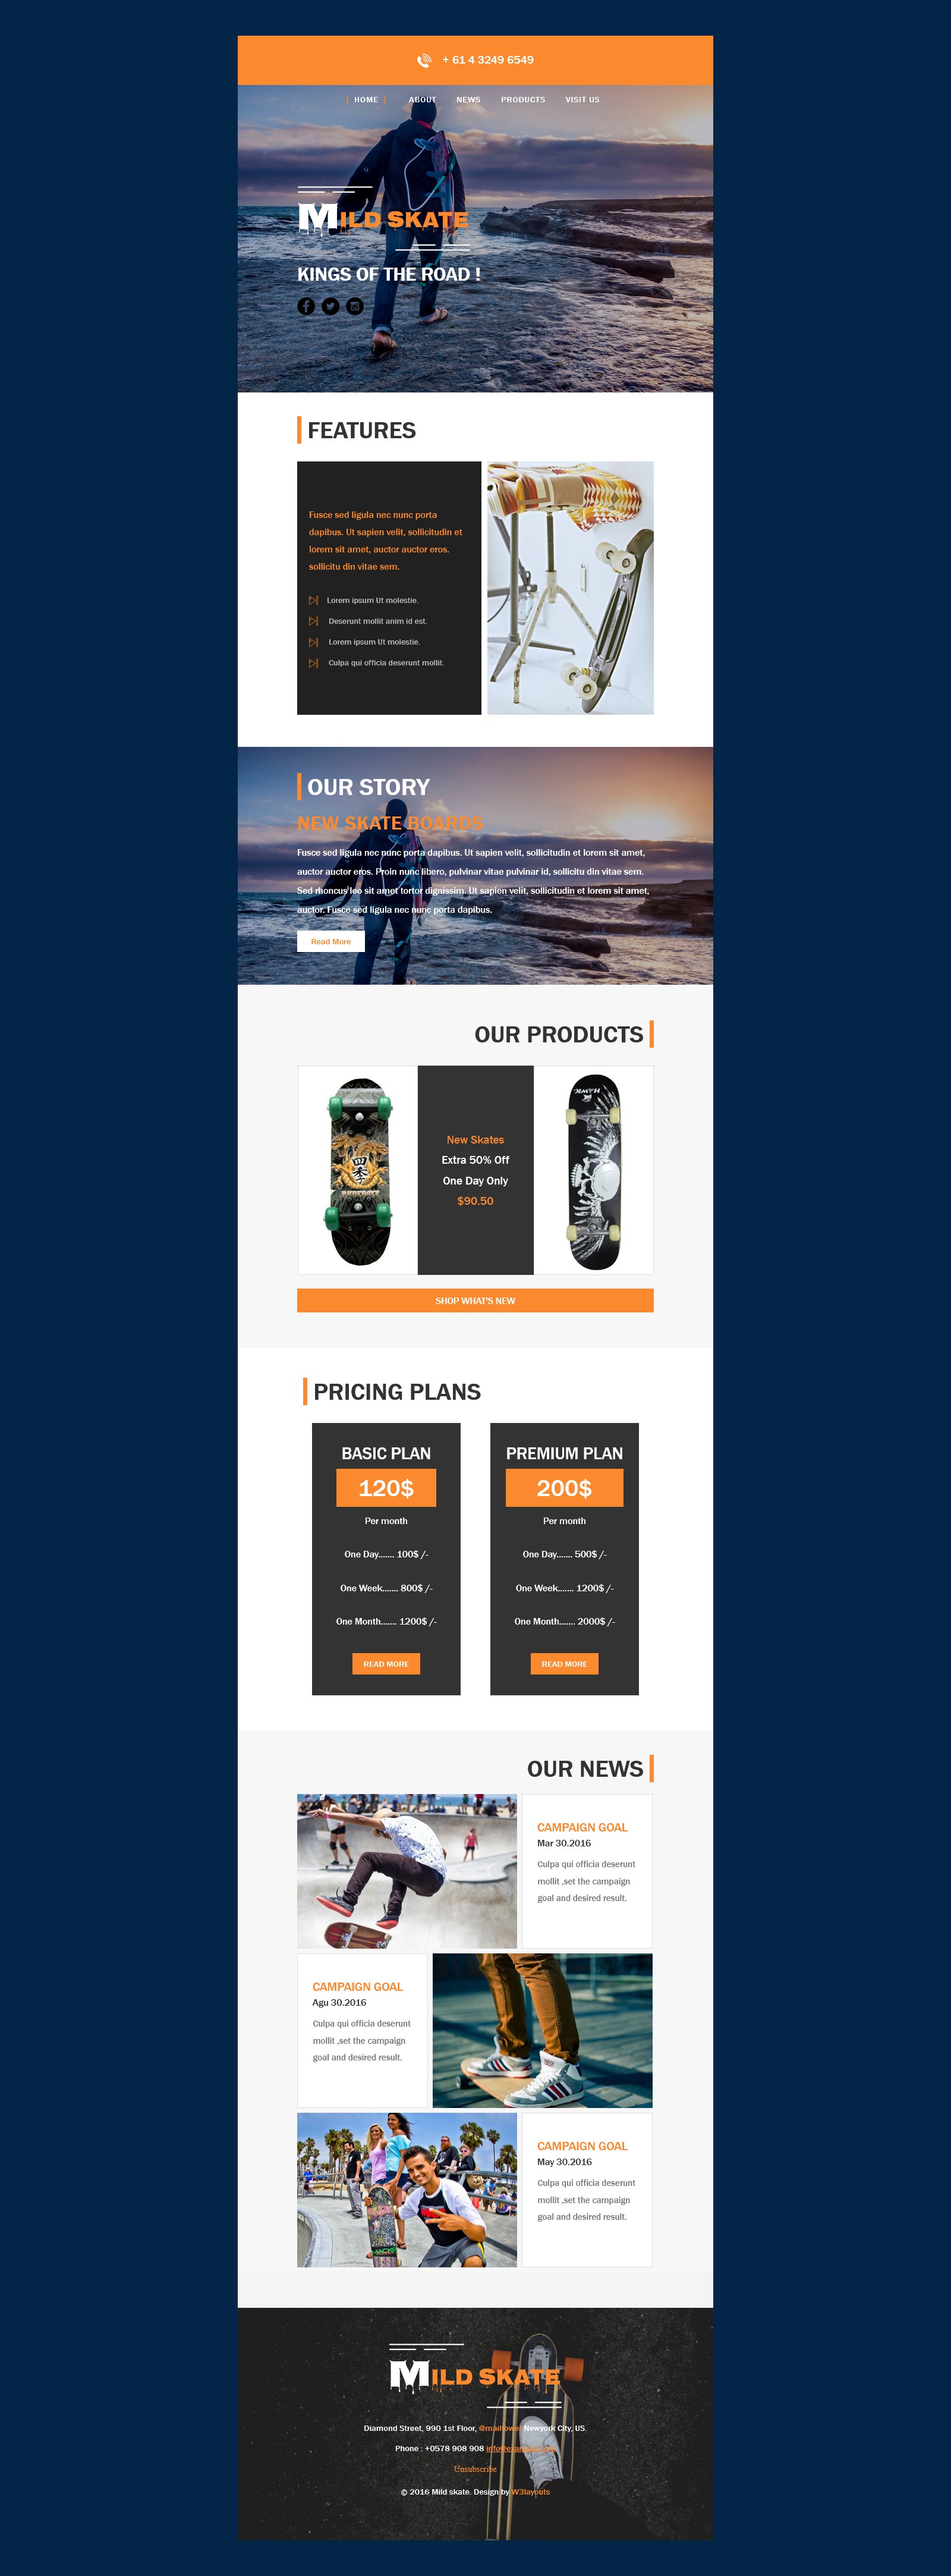 + 61 4 3249 6549
HOME ABOUT NEWS PRODUCTS VISIT US
MILD SKATE
KINGS OF THE ROAD !
FEATURES
Fusce sed ligula nec nunc porta
dapibus. Ut sapien velit, sollicitudin et
lorem sit amet, auctor auctor eros.
sollicitu din vitae sem.
Lorem ipsum Ut molestie.
Deserunt mollit anim id est.
Lorem ipsum Ut molestie.
Culpa qui officia deserunt mollit.
OUR STORY
NEW SKATE BOARDS
Fusce sed ligula nec nunc porta dapibus. Ut sapien velit, sollicitudin et lorem sit amet,
auctor auctor eros. Proin nunc libero, pulvinar vitae pulvinar id, sollicitu din vitae sem.
Sed rhoncus leo sit amet tortor dignissim. Ut sapien velit, sollicitudin et lorem sit amet,
auctor. Fusce sed ligula nec nunc porta dapibus.
Read More
OUR PRODUCTS
四季
HAWK
New Skates
Extra 50% Off
One Day Only
$90.50
SHOP WHAT'S NEW
PRICING PLANS
BASIC PLAN
120$
Per month
One Day....... 100$ /-
One Week....... 800$ /-
One Month....... 1200$ /-
READ MORE
PREMIUM PLAN
200$
Per month
One Day....... 500$ /-
One Week....... 1200$ /-
One Month....... 2000$ /-
READ MORE
OUR NEWS
CAMPAIGN GOAL
Mar 30.2016
Culpa qui officia deserunt
mollit ,set the campaign
goal and desired result.
CAMPAIGN GOAL
Agu 30.2016
Culpa qui officia deserunt
mollit ,set the campaign
goal and desired result.
CAMPAIGN GOAL
May 30.2016
Culpa qui officia deserunt
mollit ,set the campaign
goal and desired result.
MILD SKATE
Diamond Street, 990 1st Floor, Newyork City, US.
Phone : +0578 908 908
Unsubscribe
© 2016 Mild skate. Design by W3layouts